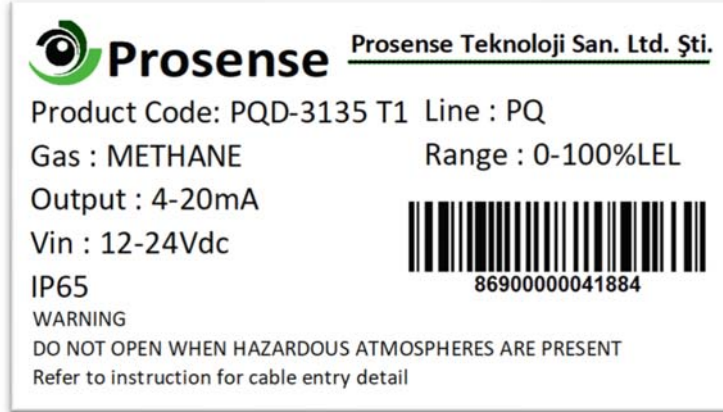 Prosense Prosense Teknoloji San. Ltd. Şti.
Product Code: PQD-3135 T1 Line : PQ
Gas : METHANE Range : 0-100%LEL
Output : 4-20mA
Vin : 12-24Vdc
86900000041884
IP65
WARNING
DO NOT OPEN WHEN HAZARDOUS ATMOSPHERES ARE PRESENT
Refer to instruction for cable entry detail